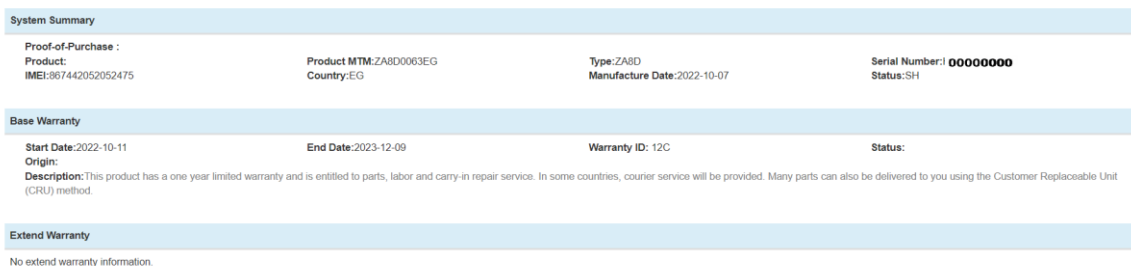 System Summary
Proof-of-Purchase :
Product: Product MTM:ZA8D0063EG Type:ZA8D Serial Number:I 00000000
IMEI:867442052052475 Country:EG Manufacture Date:2022-10-07 Status:SH
Base Warranty
Start Date:2022-10-11 End Date:2023-12-09 Warranty ID: 12C Status:
Origin:
Description:This product has a one year limited warranty and is entitled to parts, labor and carry-in repair service. In some countries, courier service will be provided. Many parts can also be delivered to you using the Customer Replaceable Unit
(CRU) method.
Extend Warranty
No extend warranty information.